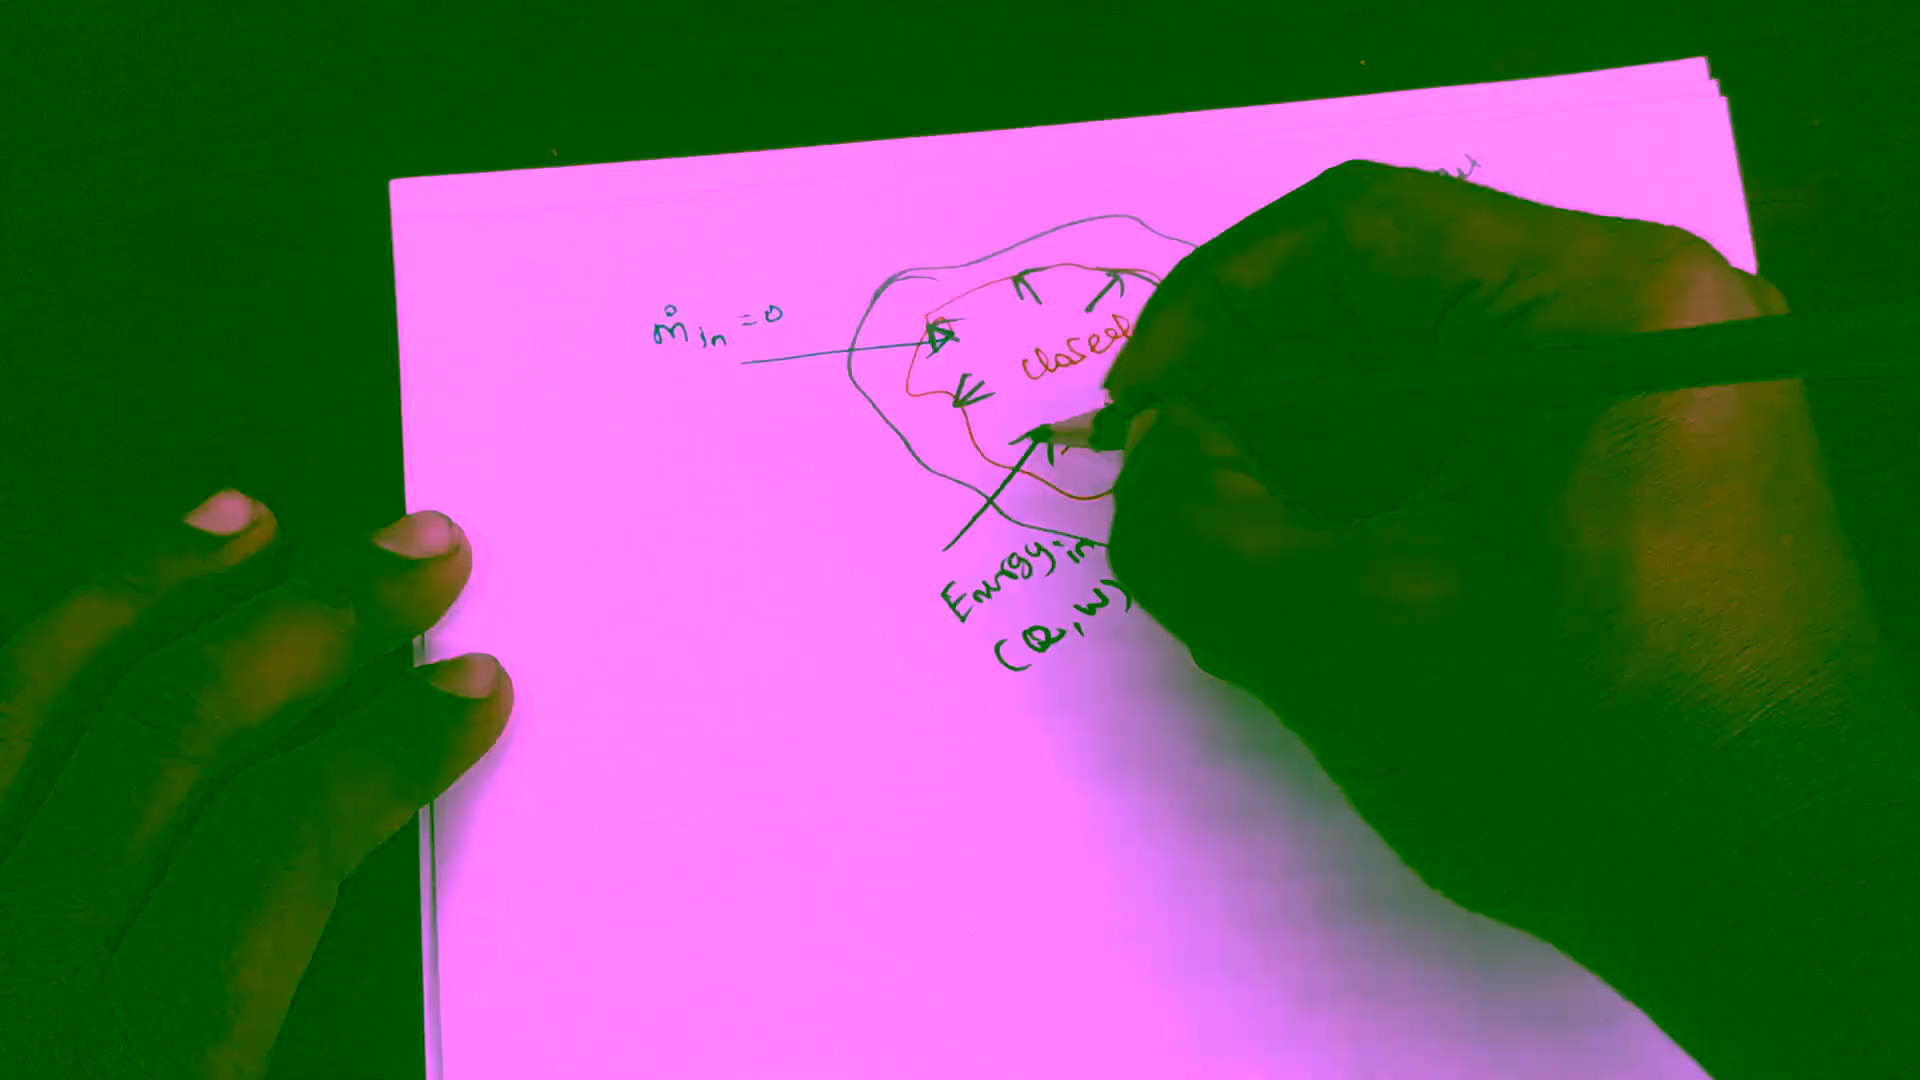 ṁin = 0
closed
Energy in
(Q, W)